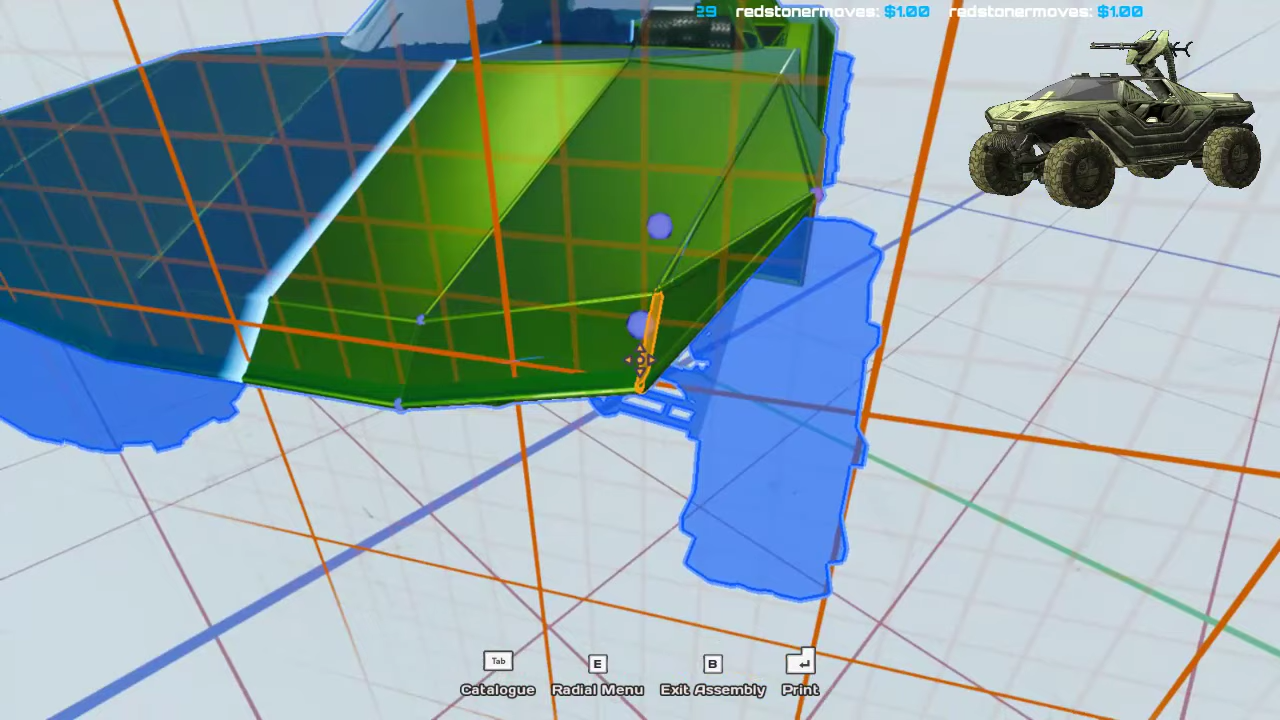 29 redstonermoves: $1.00 redstonermoves: $1.00
Tab E B
Catalogue Radial Menu Exit Assembly Print